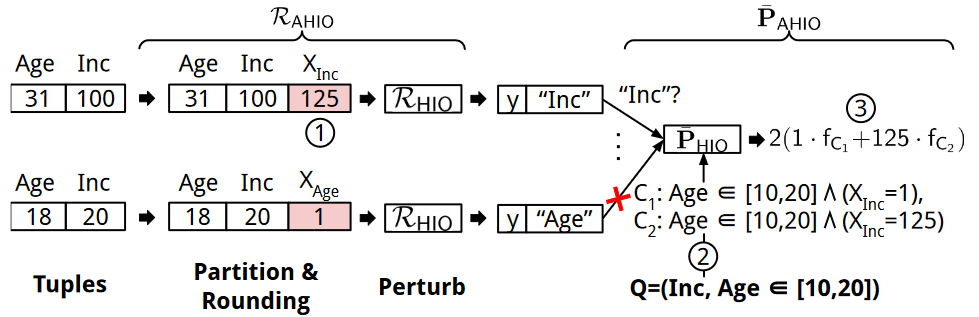 R_AHIO
P̄_AHIO
Age Inc
Age Inc X_Inc
31 100
31 100 125
R_HIO
y “Inc”
“Inc”?
①
③
⋮
P̄_HIO
2(1 · f_C₁+125 · f_C₂)
Age Inc
Age Inc X_Age
18 20
18 20 1
R_HIO
y “Age”
C₁: Age ∈ [10,20] ∧ (X_Inc=1),
C₂: Age ∈ [10,20] ∧ (X_Inc=125)
②
Tuples
Partition &
Rounding
Perturb
Q=(Inc, Age ∈ [10,20])